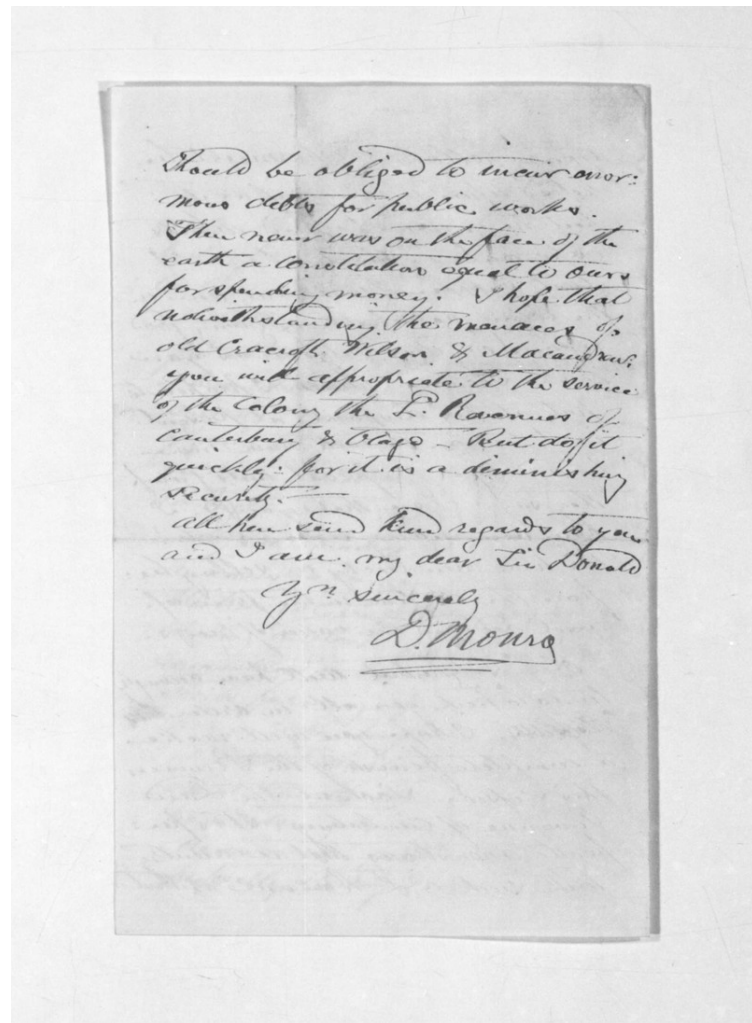 should be obliged to incur enor:
mous debts for public works.
There never was on the face of the
earth a constitution equal to ours
for spending money. I hope that
notwithstanding the menaces of
old Cracroft Wilson & Macandrew,
you will appropriate to the service
of the Colony the L. Revenues of
Canterbury & Otago – But do it
quickly: for it is a diminishing
security. –
All here send kind regards to you
and I am my dear Sir Donald
Yrs sincerely
D. Monro